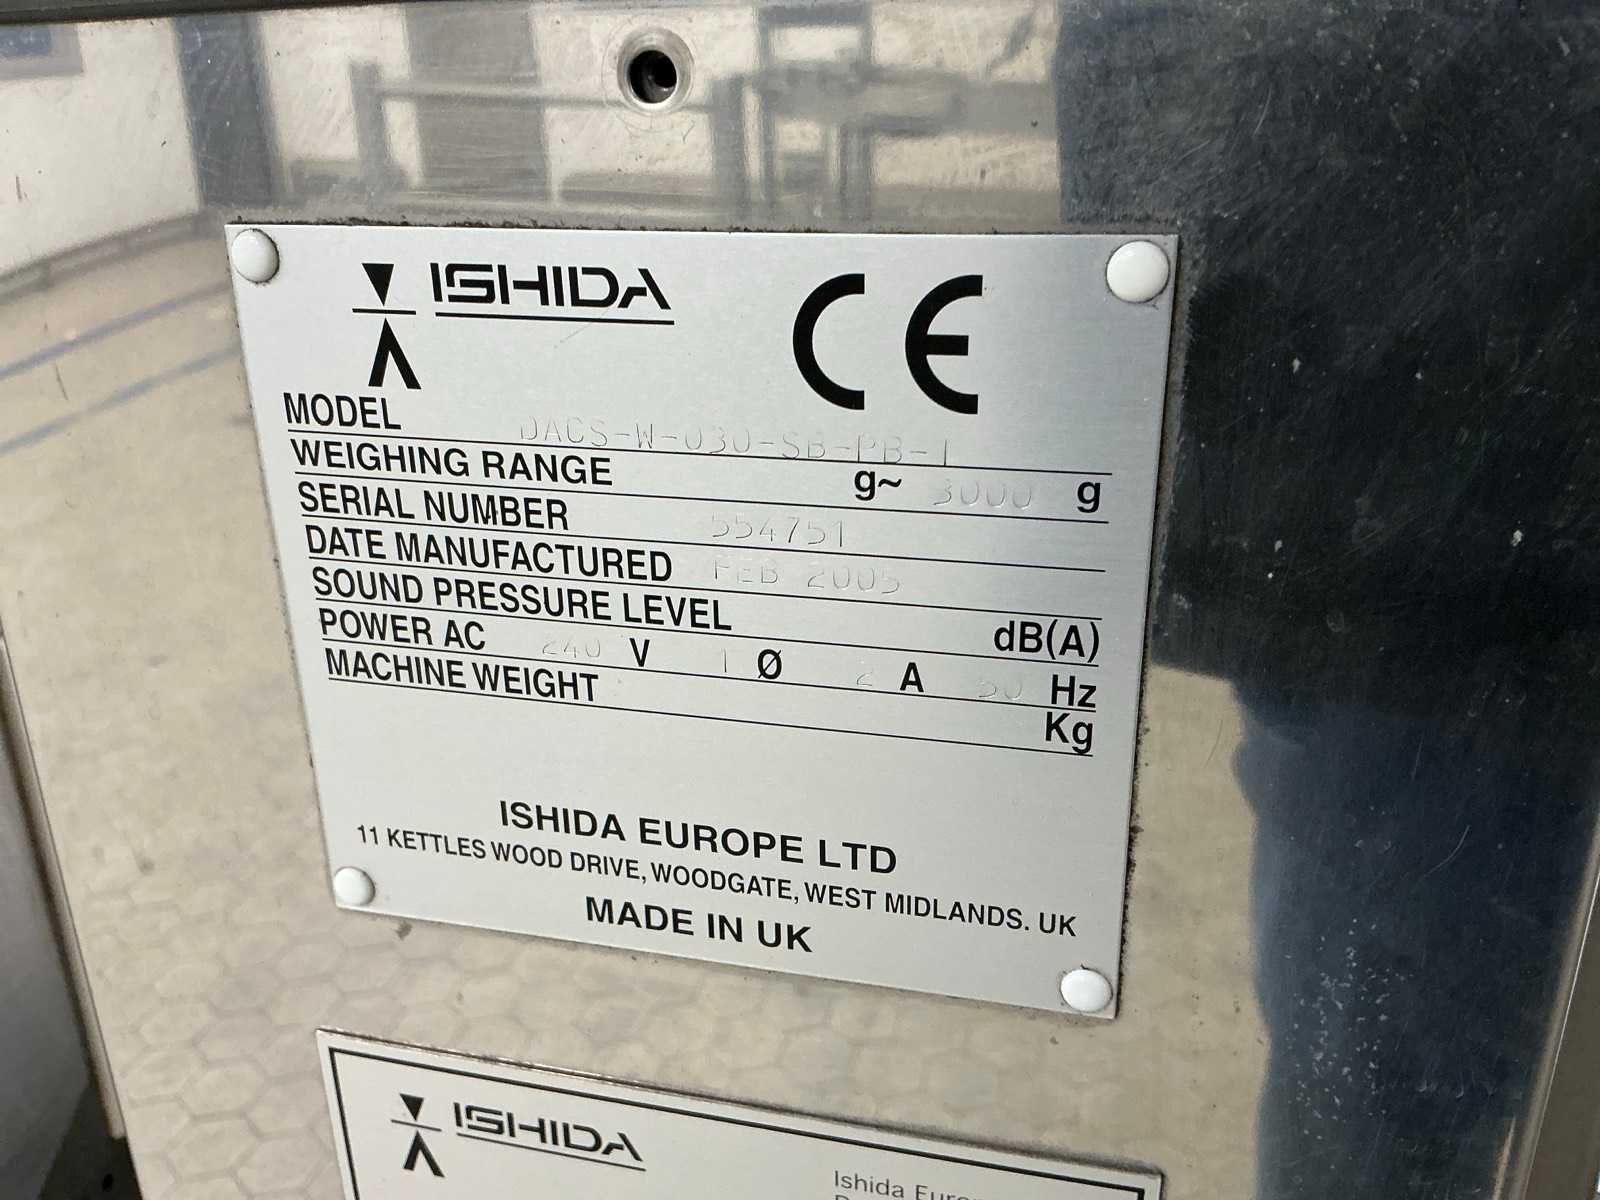 ISHIDA CE
MODEL DACS-W-030-SB-PB-I
WEIGHING RANGE g~ 3000 g
SERIAL NUMBER 554751
DATE MANUFACTURED FEB 2005
SOUND PRESSURE LEVEL dB(A)
POWER AC 240 V 1 Ø 2 A 50 Hz
MACHINE WEIGHT Kg
ISHIDA EUROPE LTD
11 KETTLES WOOD DRIVE, WOODGATE, WEST MIDLANDS. UK
MADE IN UK
ISHIDA
Ishida